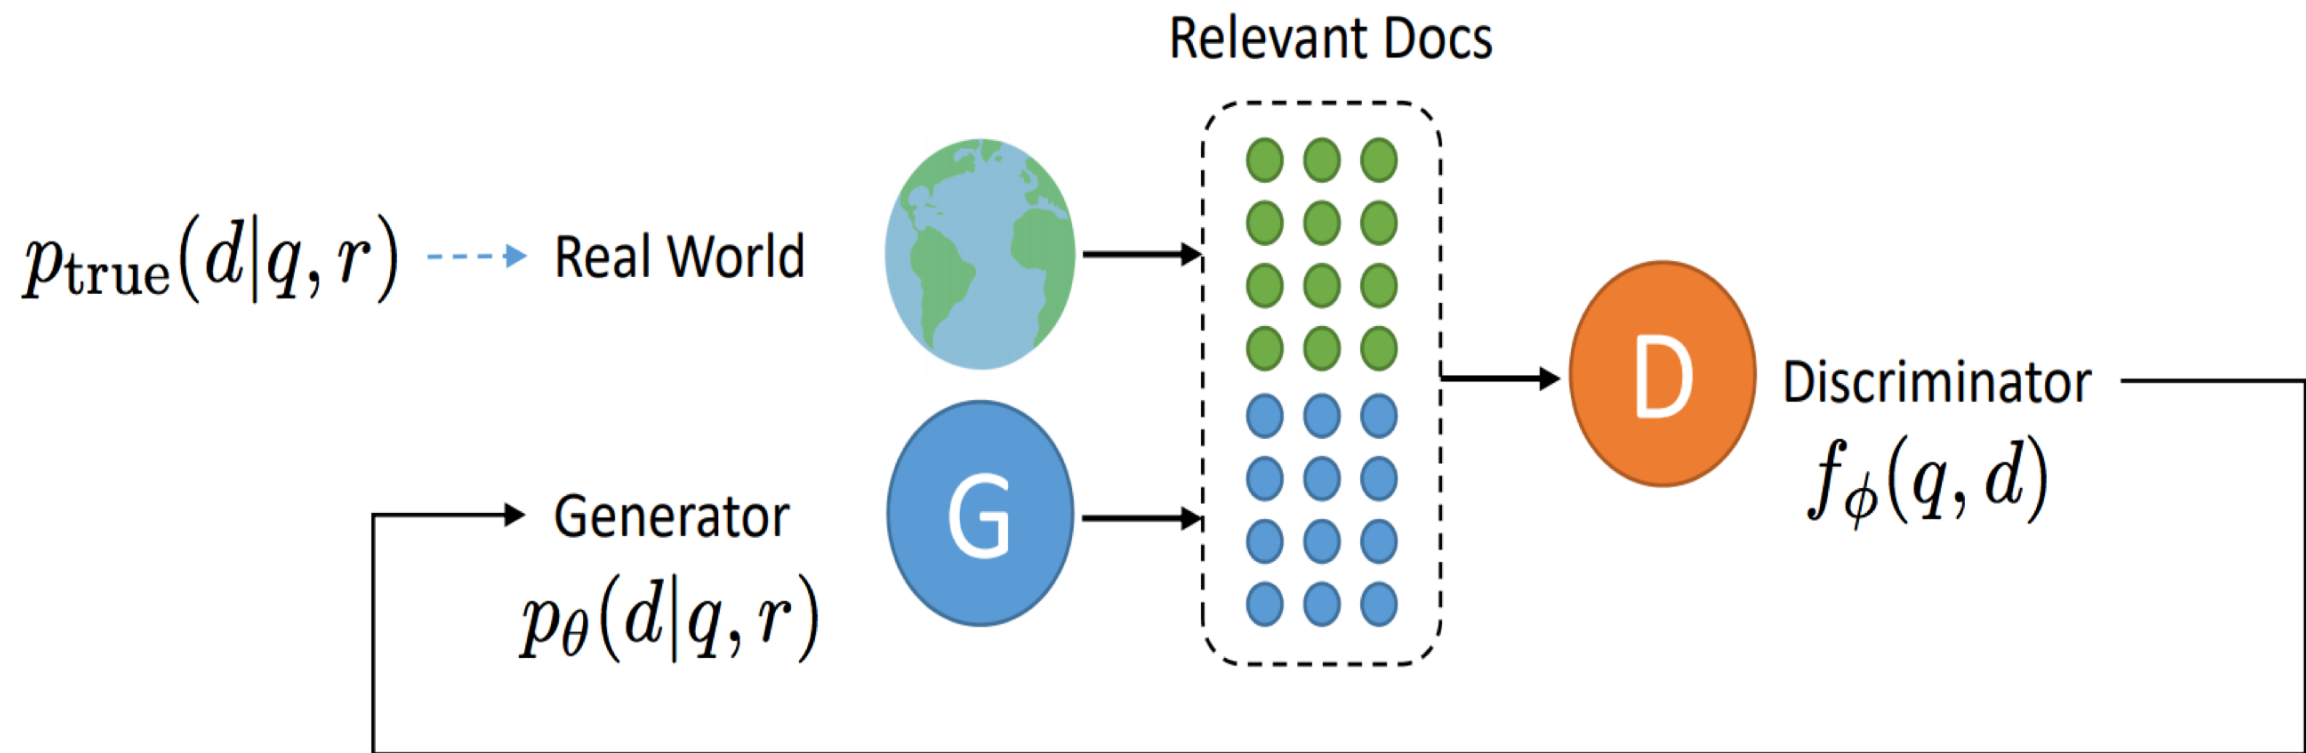 Relevant Docs
p_true(d|q, r)
Real World
D
Discriminator
f_ϕ(q, d)
G
Generator
p_θ(d|q, r)